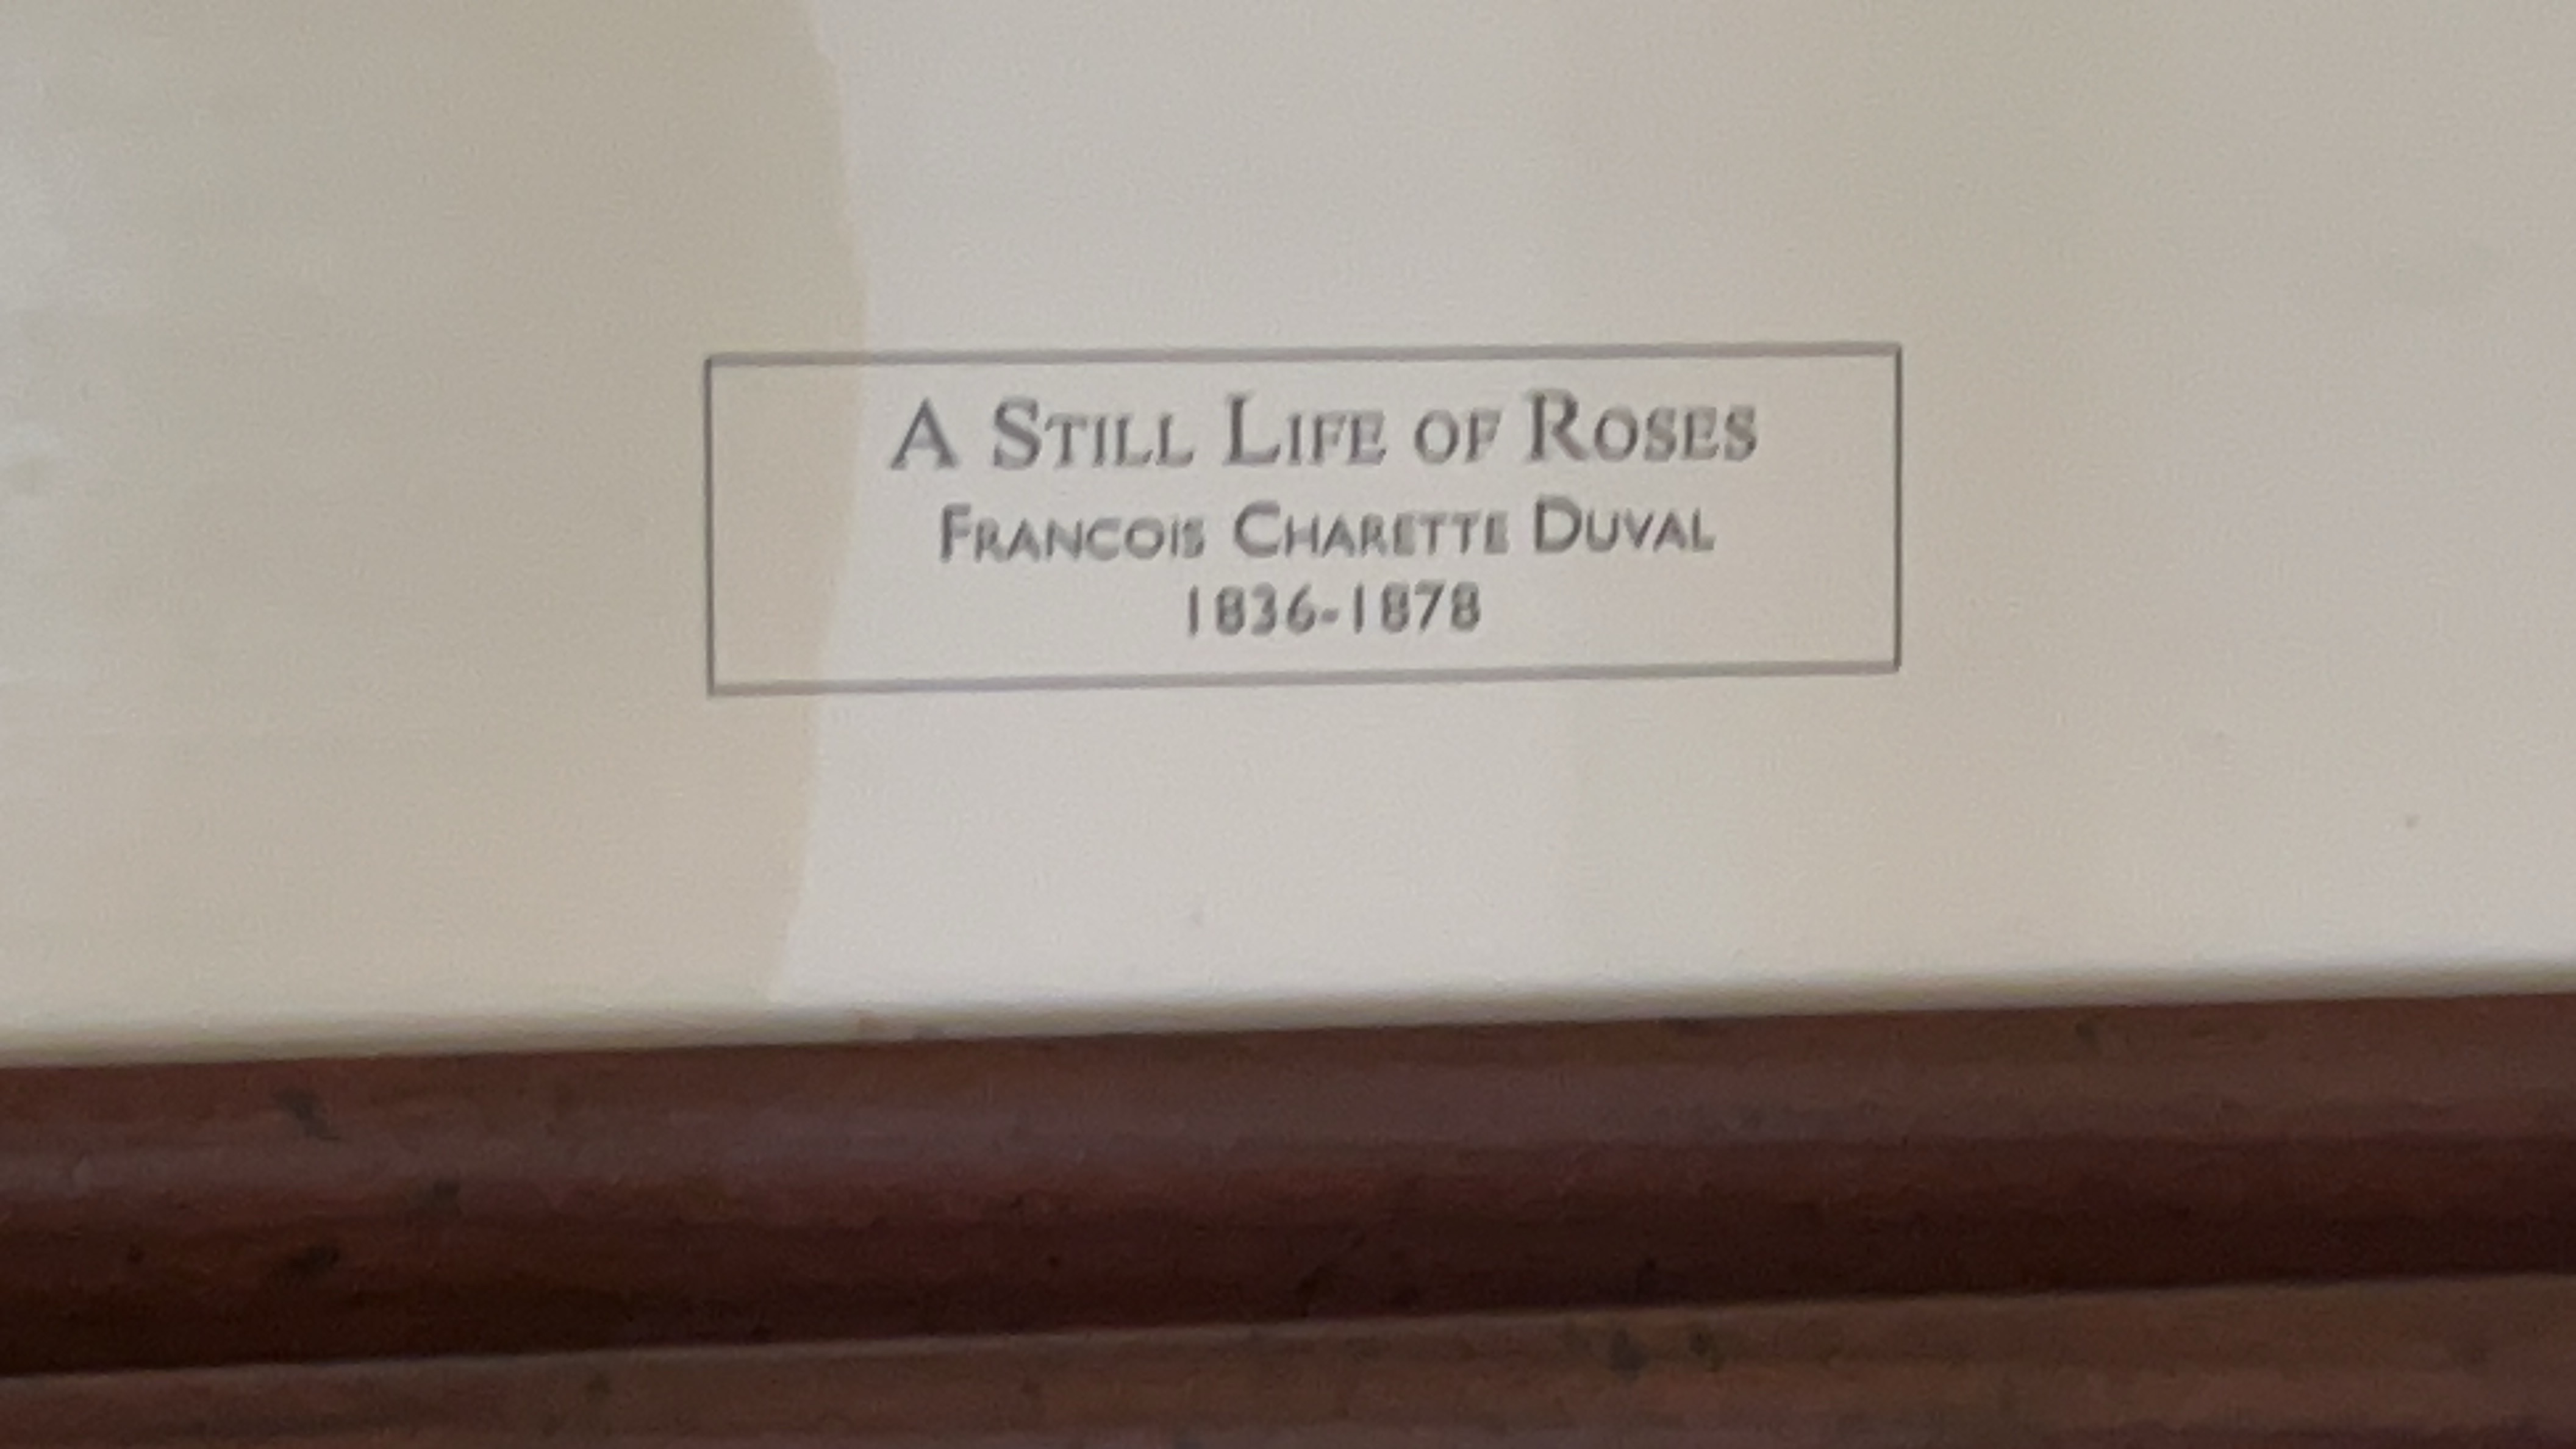 A Still Life of Roses
Francois Charette Duval
1836-1878